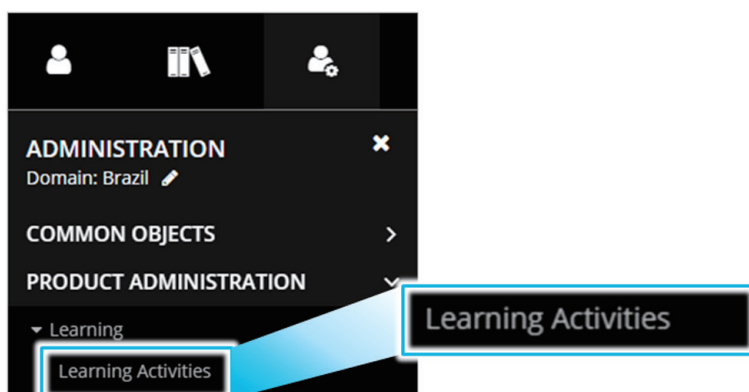 ADMINISTRATION
Domain: Brazil
COMMON OBJECTS
PRODUCT ADMINISTRATION
Learning
Learning Activities
Learning Activities